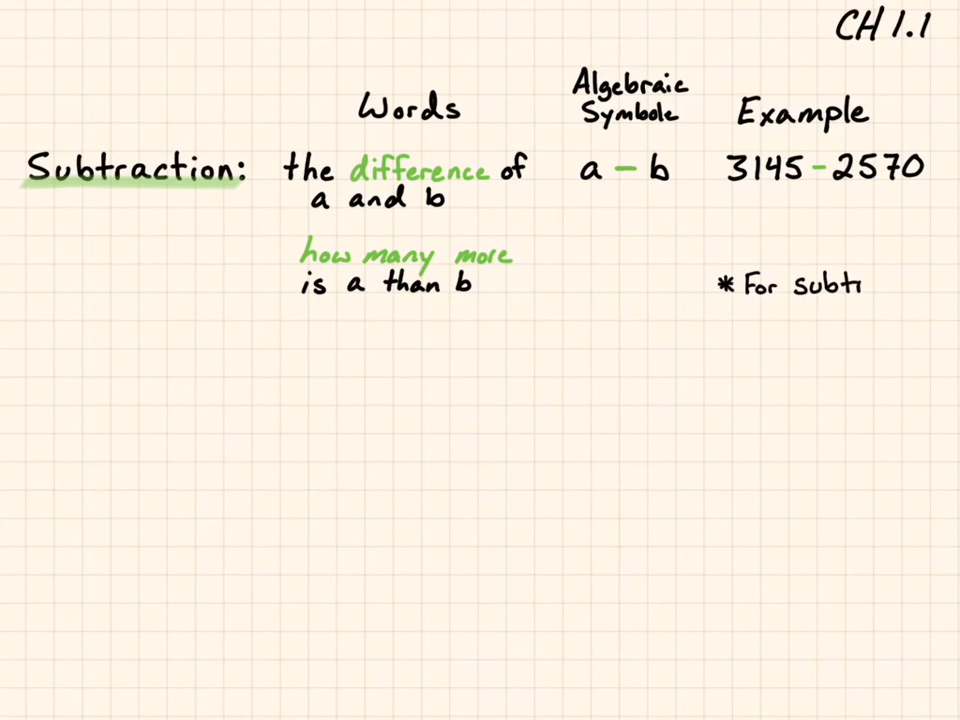 CH 1.1
Words
Algebraic
Symbols
Example
Subtraction: the difference of a - b 3145 - 2570
a and b
how many more
is a than b
* For subtr